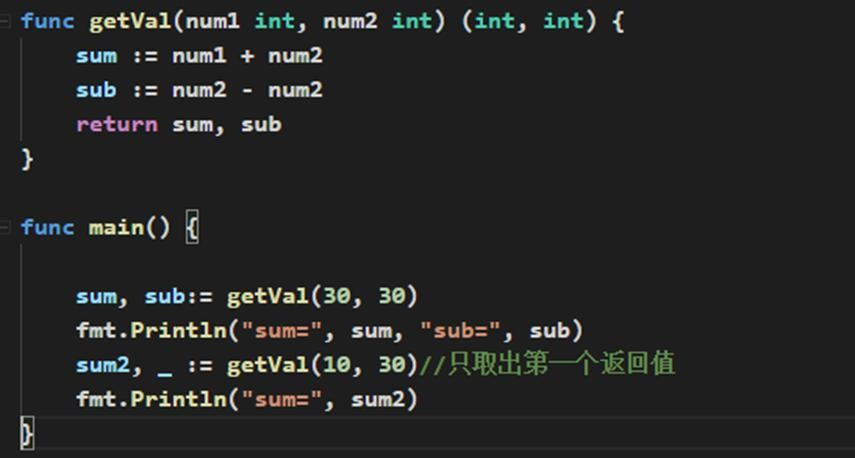 func getVal(num1 int, num2 int) (int, int) {
    sum := num1 + num2
    sub := num2 - num2
    return sum, sub
}
func main() {
    sum, sub:= getVal(30, 30)
    fmt.Println("sum=", sum, "sub=", sub)
    sum2, _ := getVal(10, 30)//只取出第一个返回值
    fmt.Println("sum=", sum2)
}